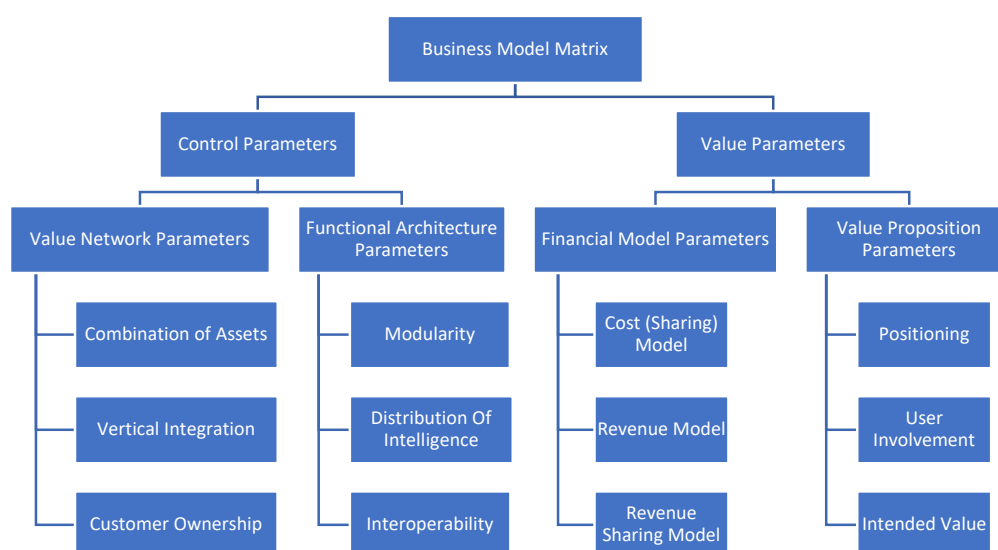 Business Model Matrix
Control Parameters
Value Parameters
Value Network Parameters
Functional Architecture
Parameters
Financial Model Parameters
Value Proposition
Parameters
Combination of Assets
Modularity
Cost (Sharing)
Model
Positioning
Vertical Integration
Distribution Of
Intelligence
Revenue Model
User
Involvement
Customer Ownership
Interoperability
Revenue
Sharing Model
Intended Value